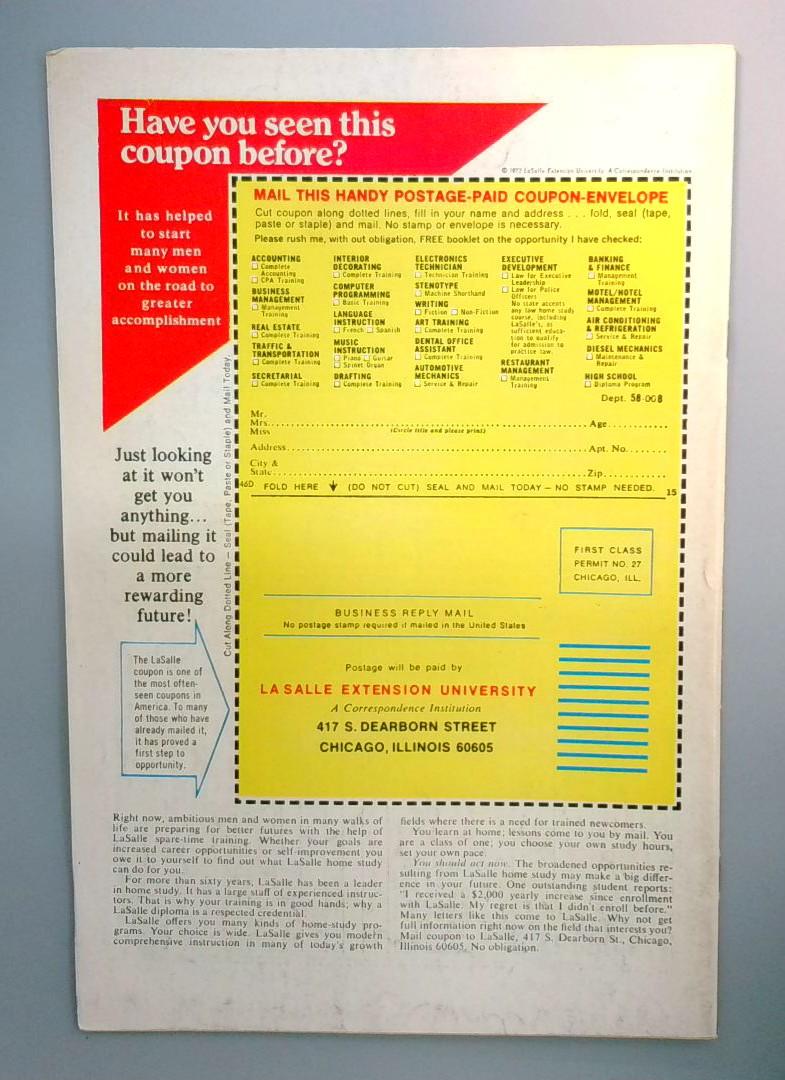 Have you seen this
coupon before?
© 1972 LaSalle Extension University A Correspondence Institution
It has helped
to start
many men
and women
on the road to
greater
accomplishment
Just looking
at it won't
get you
anything...
but mailing it
could lead to
a more
rewarding
future!
The LaSalle
coupon is one of
the most often-
seen coupons in
America. To many
of those who have
already mailed it,
it has proved a
first step to
opportunity.
Cut Along Dotted Line — Seal (Tape, Paste or Staple) and Mail Today.
MAIL THIS HANDY POSTAGE-PAID COUPON-ENVELOPE
Cut coupon along dotted lines, fill in your name and address . . . fold, seal (tape,
paste or staple) and mail. No stamp or envelope is necessary.
Please rush me, with out obligation, FREE booklet on the opportunity I have checked:
ACCOUNTING
Complete
Accounting
CPA Training
BUSINESS
MANAGEMENT
Management
Training
REAL ESTATE
Complete Training
TRAFFIC &
TRANSPORTATION
Complete Training
SECRETARIAL
Complete Training
INTERIOR
DECORATING
Complete Training
COMPUTER
PROGRAMMING
Basic Training
LANGUAGE
INSTRUCTION
French Spanish
MUSIC
INSTRUCTION
Piano Guitar
Spinet Organ
DRAFTING
Complete Training
ELECTRONICS
TECHNICIAN
Technician Training
STENOTYPE
Machine Shorthand
WRITING
Fiction Non-Fiction
ART TRAINING
Complete Training
DENTAL OFFICE
ASSISTANT
Complete Training
AUTOMOTIVE
MECHANICS
Service & Repair
EXECUTIVE
DEVELOPMENT
Law for Executive
Leadership
Law for Police
Officers
No state accepts
any law home study
course, including
LaSalle's, as
sufficient educa-
tion to qualify
for admission to
practice law.
RESTAURANT
MANAGEMENT
Management
Training
BANKING
& FINANCE
Management
Training
MOTEL/HOTEL
MANAGEMENT
Complete Training
AIR CONDITIONING
& REFRIGERATION
Service & Repair
DIESEL MECHANICS
Maintenance &
Repair
HIGH SCHOOL
Diploma Program
Dept. 58-008
Mr.
Mrs. Age
Miss (Circle title and please print)
Address Apt. No.
City &
State Zip
46D FOLD HERE (DO NOT CUT) SEAL AND MAIL TODAY — NO STAMP NEEDED. 15
FIRST CLASS
PERMIT NO. 27
CHICAGO, ILL.
BUSINESS REPLY MAIL
No postage stamp required if mailed in the United States
Postage will be paid by
LA SALLE EXTENSION UNIVERSITY
A Correspondence Institution
417 S. DEARBORN STREET
CHICAGO, ILLINOIS 60605
Right now, ambitious men and women in many walks of
life are preparing for better futures with the help of
LaSalle spare-time training. Whether your goals are
increased career opportunities or self-improvement you
owe it to yourself to find out what LaSalle home study
can do for you.
For more than sixty years, LaSalle has been a leader
in home study. It has a large staff of experienced instruc-
tors. That is why your training is in good hands; why a
LaSalle diploma is a respected credential.
LaSalle offers you many kinds of home-study pro-
grams. Your choice is wide. LaSalle gives you modern
comprehensive instruction in many of today's growth
fields where there is a need for trained newcomers.
You learn at home; lessons come to you by mail. You
are a class of one; you choose your own study hours,
set your own pace.
You should act now. The broadened opportunities re-
sulting from LaSalle home study may make a big differ-
ence in your future. One outstanding student reports:
"I received a $2,000 yearly increase since enrollment
with LaSalle. My regret is that I didn't enroll before."
Many letters like this come to LaSalle. Why not get
full information right now on the field that interests you?
Mail coupon to LaSalle, 417 S. Dearborn St., Chicago,
Illinois 60605. No obligation.